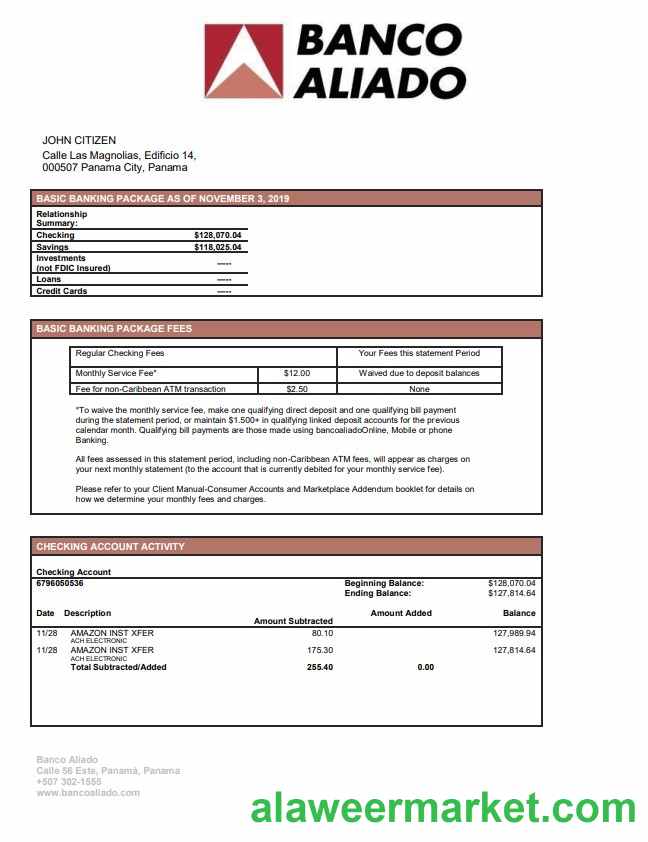 BANCO
ALIADO
JOHN CITIZEN
Calle Las Magnolias, Edificio 14,
000507 Panama City, Panama
BASIC BANKING PACKAGE AS OF NOVEMBER 3, 2019
Relationship
Summary:
Checking $128,070.04
Savings $118,025.04
Investments
(not FDIC Insured) -----
Loans -----
Credit Cards -----
BASIC BANKING PACKAGE FEES
Regular Checking Fees Your Fees this statement Period
Monthly Service Fee* $12.00 Waived due to deposit balances
Fee for non-Caribbean ATM transaction $2.50 None
*To waive the monthly service fee, make one qualifying direct deposit and one qualifying bill payment
during the statement period, or maintain $1.500+ in qualifying linked deposit accounts for the previous
calendar month. Qualifying bill payments are those made using bancoaliadoOnline, Mobile or phone
Banking.
All fees assessed in this statement period, including non-Caribbean ATM fees, will appear as charges on
your next monthly statement (to the account that is currently debited for your monthly service fee).
Please refer to your Client Manual-Consumer Accounts and Marketplace Addendum booklet for details on
how we determine your monthly fees and charges.
CHECKING ACCOUNT ACTIVITY
Checking Account
6796050536 Beginning Balance: $128,070.04
Ending Balance: $127,814.64
Date Description Amount Subtracted Amount Added Balance
11/28 AMAZON INST XFER 80.10 127,989.94
ACH ELECTRONIC
11/28 AMAZON INST XFER 175.30 127,814.64
ACH ELECTRONIC
Total Subtracted/Added 255.40 0.00
Banco Aliado
Calle 56 Este, Panamá, Panama
+507 302-1555
www.bancoaliado.com
alaweermarket.com